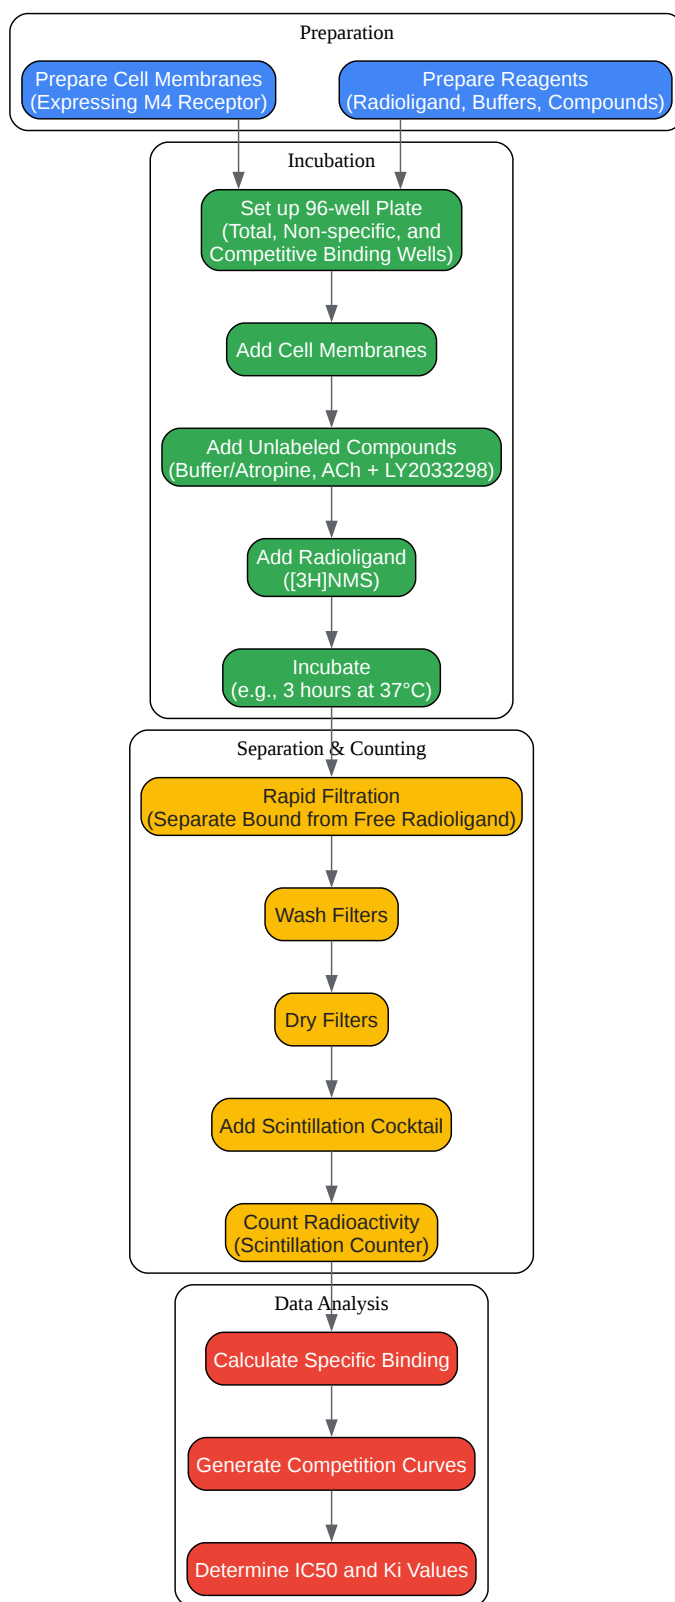 Preparation
Prepare Cell Membranes
(Expressing M4 Receptor)
Prepare Reagents
(Radioligand, Buffers, Compounds)
Incubation
Set up 96-well Plate
(Total, Non-specific, and
Competitive Binding Wells)
Add Cell Membranes
Add Unlabeled Compounds
(Buffer/Atropine, ACh + LY2033298)
Add Radioligand
([3H]NMS)
Incubate
(e.g., 3 hours at 37°C)
Separation & Counting
Rapid Filtration
(Separate Bound from Free Radioligand)
Wash Filters
Dry Filters
Add Scintillation Cocktail
Count Radioactivity
(Scintillation Counter)
Data Analysis
Calculate Specific Binding
Generate Competition Curves
Determine IC50 and Ki Values